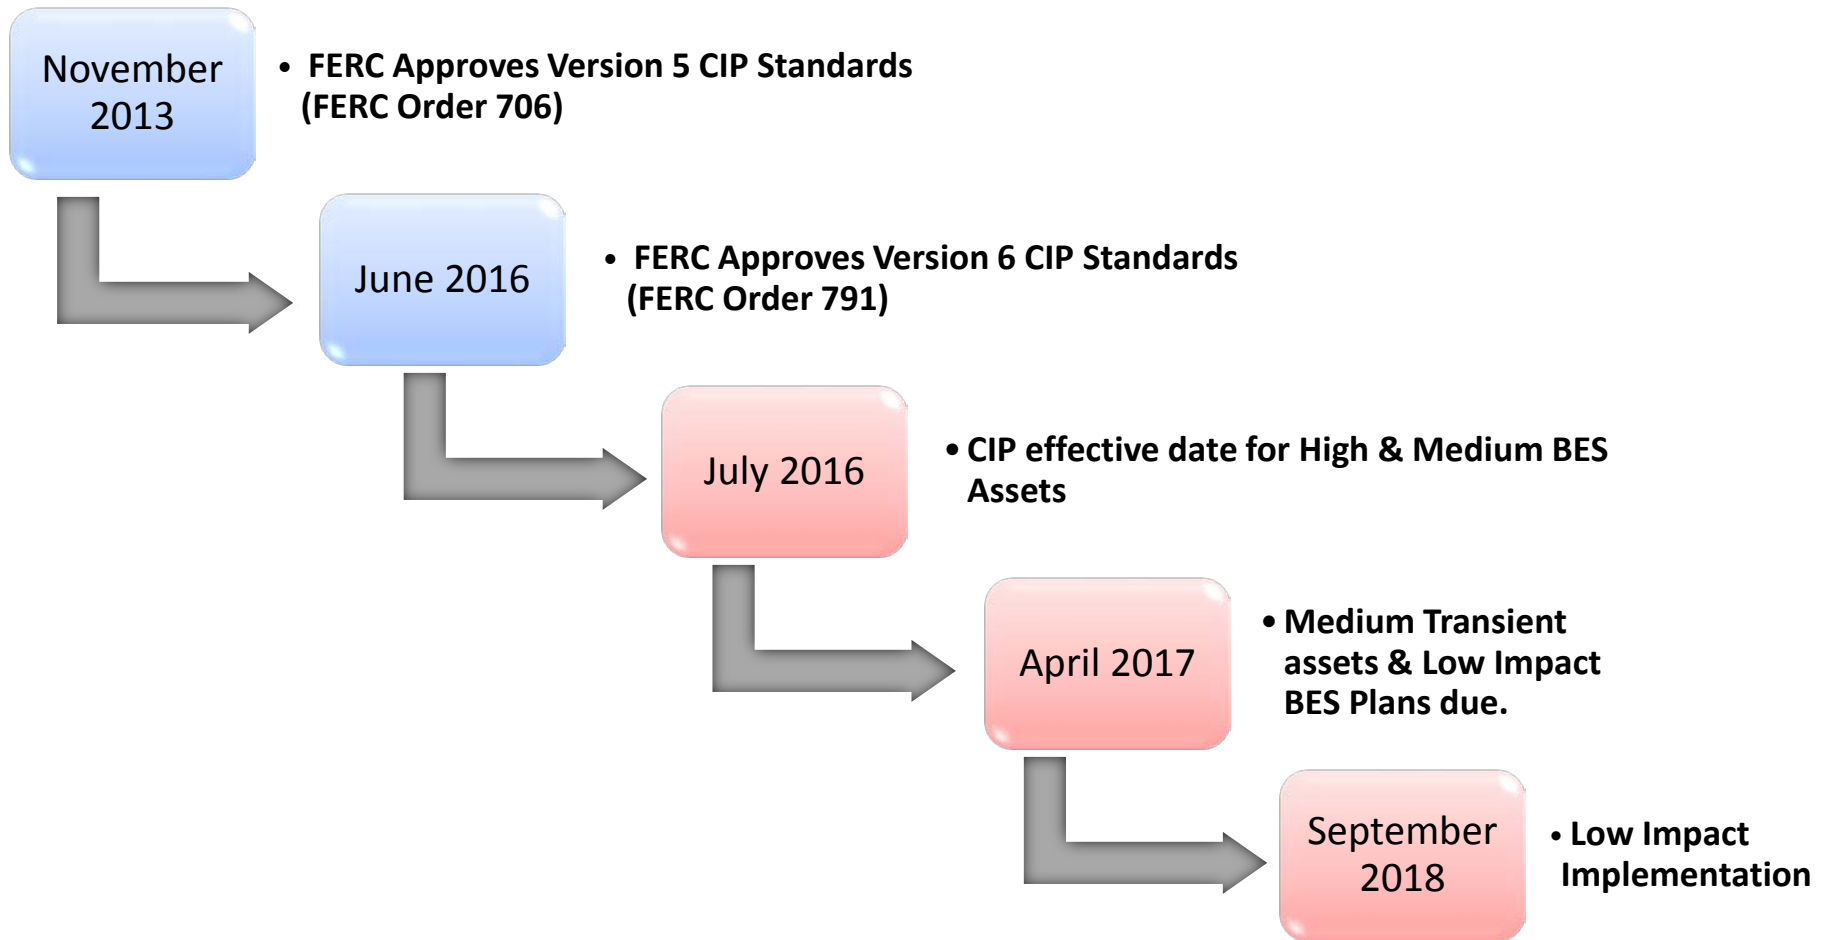 November
2013
• FERC Approves Version 5 CIP Standards
(FERC Order 706)
June 2016
• FERC Approves Version 6 CIP Standards
(FERC Order 791)
July 2016
• CIP effective date for High & Medium BES
Assets
April 2017
• Medium Transient
assets & Low Impact
BES Plans due.
September
2018
• Low Impact
Implementation